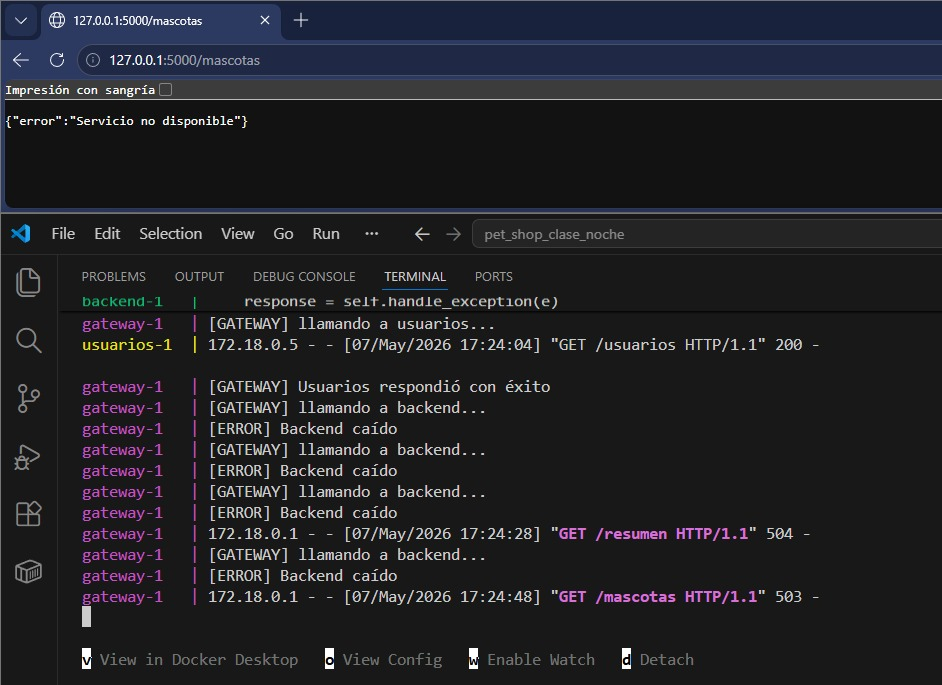 127.0.0.1:5000/mascotas
127.0.0.1:5000/mascotas
Impresión con sangría
{"error":"Servicio no disponible"}
File Edit Selection View Go Run ··· pet_shop_clase_noche
PROBLEMS OUTPUT DEBUG CONSOLE TERMINAL PORTS
backend-1 | response = self.handle_exception(e)
gateway-1 | [GATEWAY] llamando a usuarios...
usuarios-1 | 172.18.0.5 - - [07/May/2026 17:24:04] "GET /usuarios HTTP/1.1" 200 -
gateway-1 | [GATEWAY] Usuarios respondió con éxito
gateway-1 | [GATEWAY] llamando a backend...
gateway-1 | [ERROR] Backend caído
gateway-1 | [GATEWAY] llamando a backend...
gateway-1 | [ERROR] Backend caído
gateway-1 | [GATEWAY] llamando a backend...
gateway-1 | [ERROR] Backend caído
gateway-1 | 172.18.0.1 - - [07/May/2026 17:24:28] "GET /resumen HTTP/1.1" 504 -
gateway-1 | [GATEWAY] llamando a backend...
gateway-1 | [ERROR] Backend caído
gateway-1 | 172.18.0.1 - - [07/May/2026 17:24:48] "GET /mascotas HTTP/1.1" 503 -
v View in Docker Desktop o View Config w Enable Watch d Detach